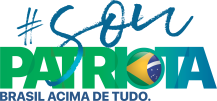 #Sou
PATRIOTA
BRASIL ACIMA DE TUDO.